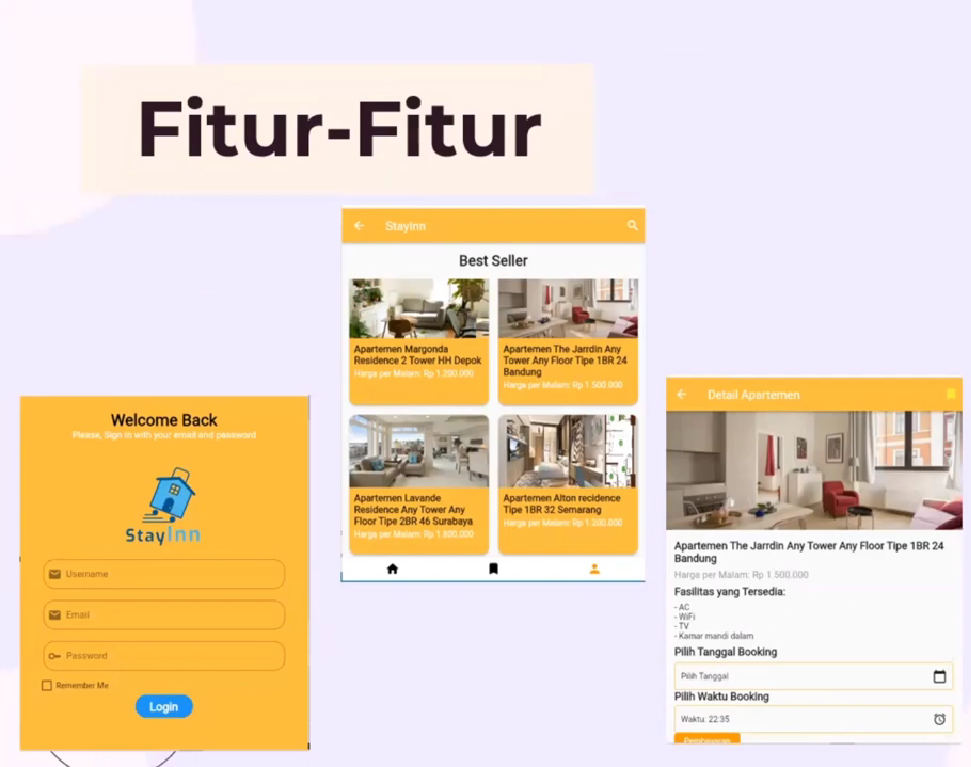 Fitur-Fitur
StayInn
Best Seller
Apartemen Margonda
Residence 2 Tower HH Depok
Harga per Malam: Rp 1.200.000
Apartemen The Jarrdin Any
Tower Any Floor Tipe 1BR 24
Bandung
Harga per Malam: Rp 1.500.000
Apartemen Lavande
Residence Any Tower Any
Floor Tipe 2BR 46 Surabaya
Harga per Malam: Rp 1.800.000
Apartemen Alton residence
Tipe 1BR 32 Semarang
Harga per Malam: Rp 1.200.000
Welcome Back
Please, Sign in with your email and password
StayInn
Username
Email
Password
Remember Me
Login
Detail Apartemen
Apartemen The Jarrdin Any Tower Any Floor Tipe 1BR 24
Bandung
Harga per Malam: Rp 1.500.000
Fasilitas yang Tersedia:
- AC
- WiFi
- TV
- Kamar mandi dalam
Pilih Tanggal Booking
Pilih Tanggal
Pilih Waktu Booking
Waktu: 22:35